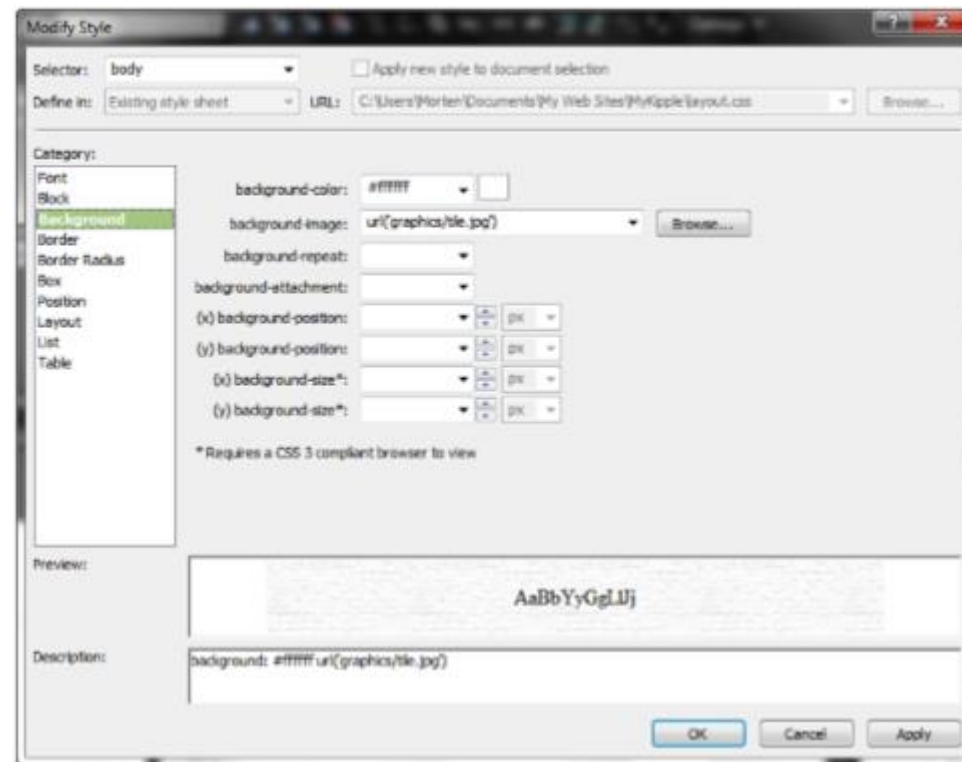 Modify Style
Selector: body Apply new style to document selection
Define in: Existing style sheet URL: C:\Users\Morten\Documents\My Web Sites\MyKipple\layout.css Browse...
Category:
Font
Block
Background
Border
Border Radius
Box
Position
Layout
List
Table
background-color: #ffffff
background-image: url('graphics/tile.jpg') Browse...
background-repeat:
background-attachment:
(x) background-position: px
(y) background-position: px
(x) background-size*: px
(y) background-size*: px
* Requires a CSS 3 compliant browser to view
Preview:
AaBbYyGgLlJj
Description:
background: #ffffff url('graphics/tile.jpg')
OK Cancel Apply